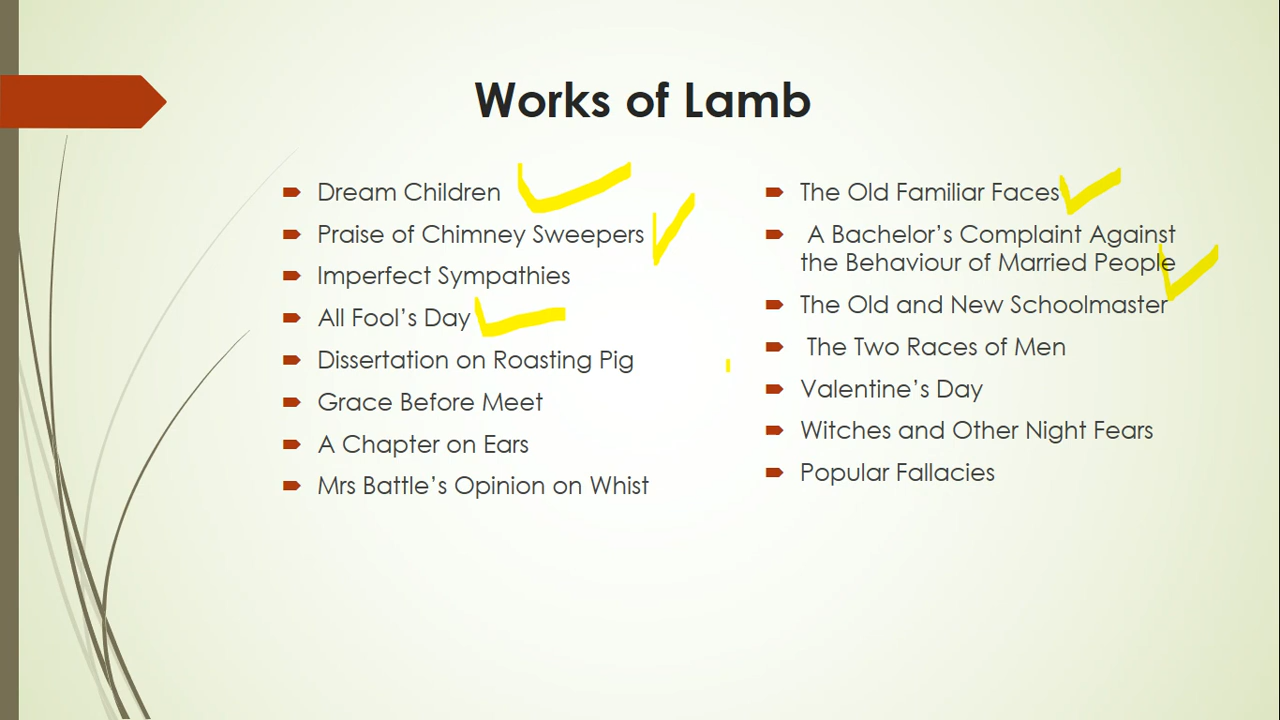 Works of Lamb
Dream Children
Praise of Chimney Sweepers
Imperfect Sympathies
All Fool’s Day
Dissertation on Roasting Pig
Grace Before Meet
A Chapter on Ears
Mrs Battle’s Opinion on Whist
The Old Familiar Faces
A Bachelor’s Complaint Against
the Behaviour of Married People
The Old and New Schoolmaster
The Two Races of Men
Valentine’s Day
Witches and Other Night Fears
Popular Fallacies